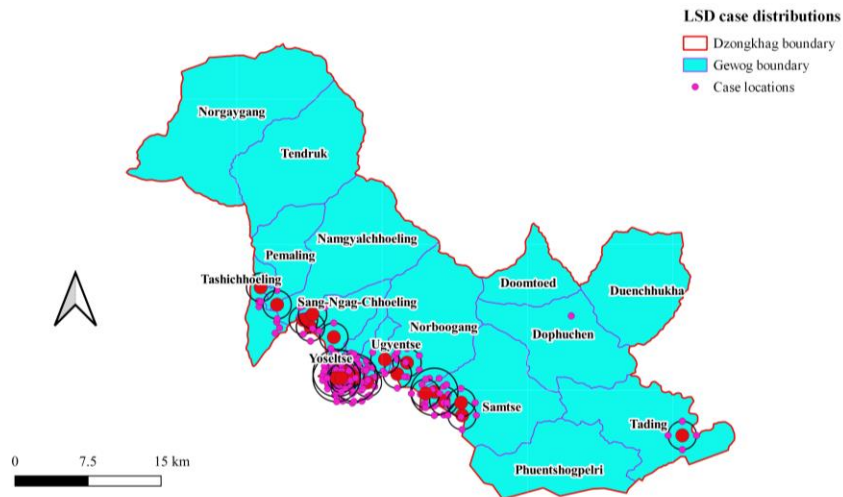 LSD case distributions
Dzongkhag boundary
Gewog boundary
Case locations
Norgaygang
Tendruk
Namgyalchhoeling
Pemaling
Tashichhoeling
Doomtoed
Duenchhukha
Sang-Ngag-Chhoeling
Norboogang
Dophuchen
Ugyentse
Yoseltse
Samtse
Tading
Phuentshogpelri
0 7.5 15 km